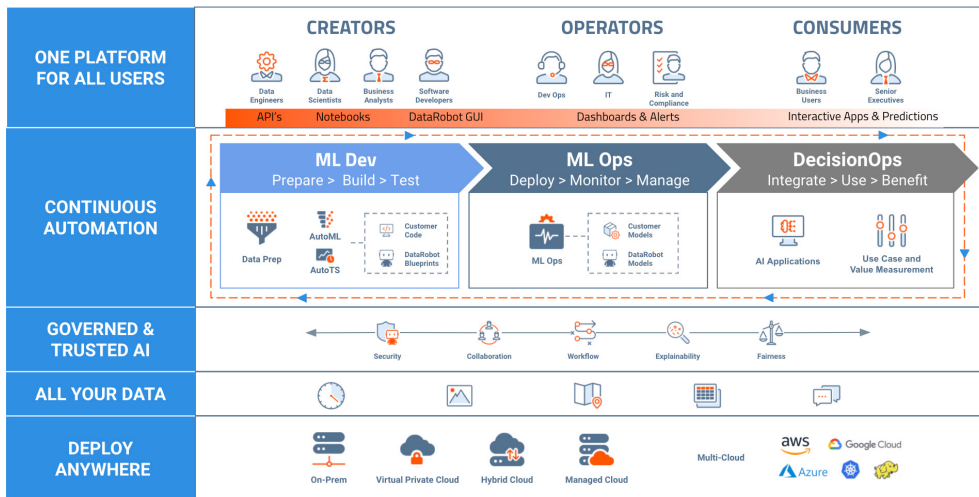 ONE PLATFORM
FOR ALL USERS
CREATORS
OPERATORS
CONSUMERS
Data
Engineers
Data
Scientists
Business
Analysts
Software
Developers
Dev Ops
IT
Risk and
Compliance
Business
Users
Senior
Executives
API's
Notebooks
DataRobot GUI
Dashboards & Alerts
Interactive Apps & Predictions
CONTINUOUS
AUTOMATION
ML Dev
Prepare > Build > Test
ML Ops
Deploy > Monitor > Manage
DecisionOps
Integrate > Use > Benefit
Data Prep
AutoML
AutoTS
Customer
Code
DataRobot
Blueprints
ML Ops
Customer
Models
DataRobot
Models
AI Applications
Use Case and
Value Measurement
GOVERNED &
TRUSTED AI
Security
Collaboration
Workflow
Explainability
Fairness
ALL YOUR DATA
DEPLOY
ANYWHERE
On-Prem
Virtual Private Cloud
Hybrid Cloud
Managed Cloud
Multi-Cloud
aws
Google Cloud
Azure